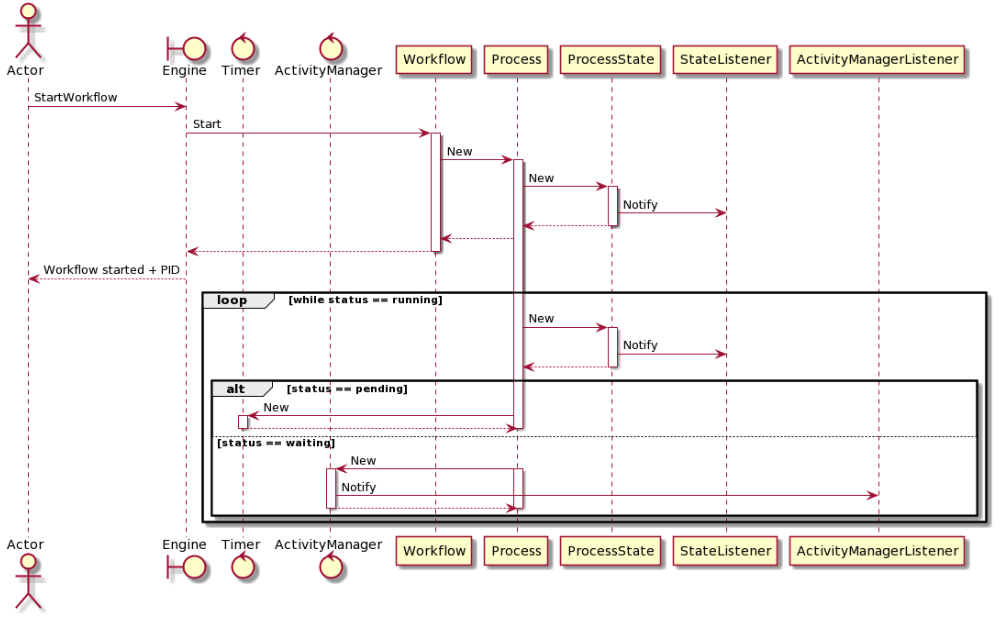 Actor
Engine
Timer
ActivityManager
Workflow
Process
ProcessState
StateListener
ActivityManagerListener
StartWorkflow
Start
New
New
Notify
Workflow started + PID
loop [while status == running]
New
Notify
alt [status == pending]
New
[status == waiting]
New
Notify
Actor
Engine
Timer
ActivityManager
Workflow
Process
ProcessState
StateListener
ActivityManagerListener